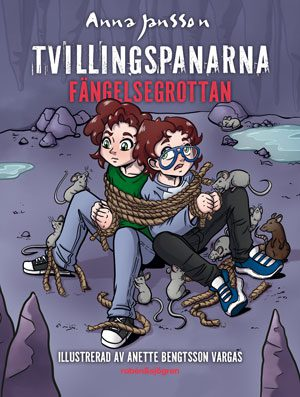 Anna Jansson
TVILLINGSPANARNA
FÄNGELSEGROTTAN
ILLUSTRERAD AV ANETTE BENGTSSON VARGAS
rabén&sjögren